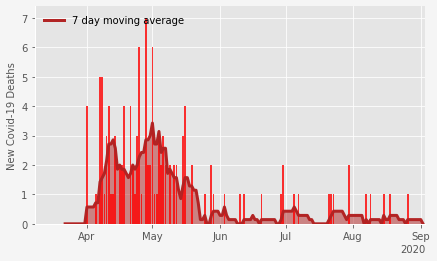 7 day moving average
New Covid-19 Deaths
7
6
5
4
3
2
1
0
Apr
May
Jun
Jul
Aug
Sep
2020